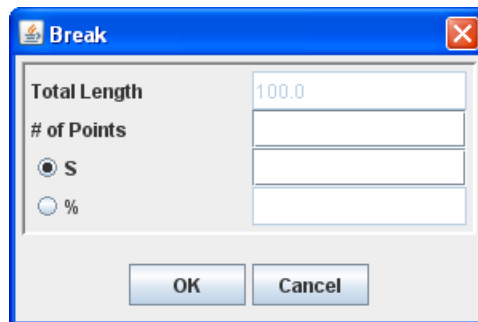 Break
Total Length 100.0
# of Points
S
%
OK Cancel